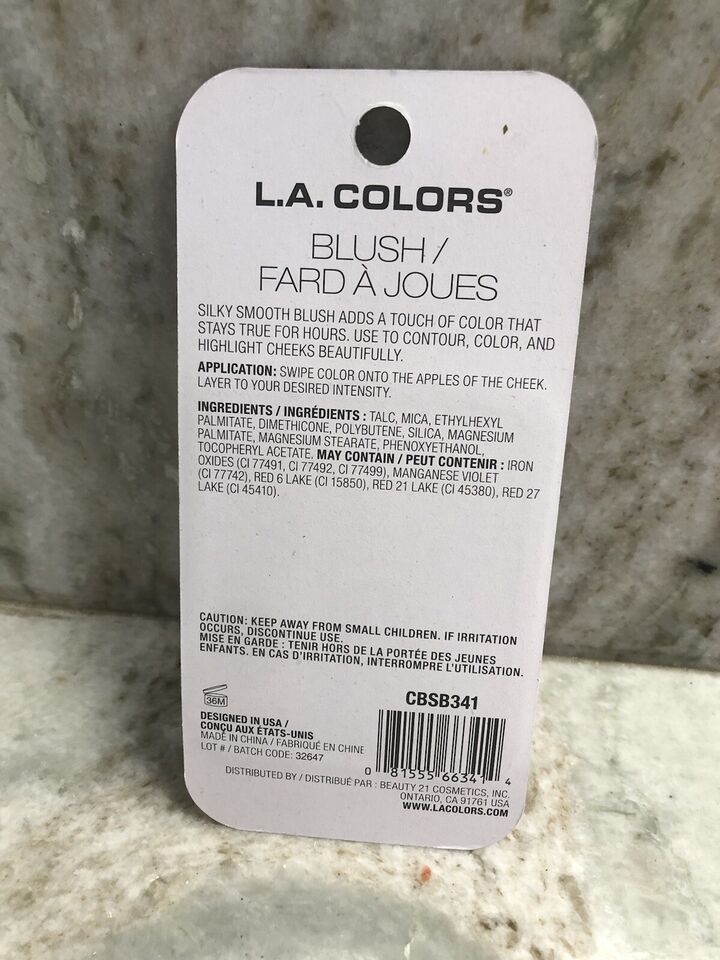 L.A. COLORS®
BLUSH /
FARD À JOUES
SILKY SMOOTH BLUSH ADDS A TOUCH OF COLOR THAT
STAYS TRUE FOR HOURS. USE TO CONTOUR, COLOR, AND
HIGHLIGHT CHEEKS BEAUTIFULLY.
APPLICATION: SWIPE COLOR ONTO THE APPLES OF THE CHEEK.
LAYER TO YOUR DESIRED INTENSITY.
INGREDIENTS / INGRÉDIENTS : TALC, MICA, ETHYLHEXYL
PALMITATE, DIMETHICONE, POLYBUTENE, SILICA, MAGNESIUM
PALMITATE, MAGNESIUM STEARATE, PHENOXYETHANOL,
TOCOPHERYL ACETATE. MAY CONTAIN / PEUT CONTENIR : IRON
OXIDES (CI 77491, CI 77492, CI 77499), MANGANESE VIOLET
(CI 77742), RED 6 LAKE (CI 15850), RED 21 LAKE (CI 45380), RED 27
LAKE (CI 45410).
CAUTION: KEEP AWAY FROM SMALL CHILDREN. IF IRRITATION
OCCURS, DISCONTINUE USE.
MISE EN GARDE : TENIR HORS DE LA PORTÉE DES JEUNES
ENFANTS. EN CAS D'IRRITATION, INTERROMPRE L'UTILISATION.
36M
CBSB341
DESIGNED IN USA /
CONÇU AUX ÉTATS-UNIS
MADE IN CHINA / FABRIQUÉ EN CHINE
LOT # / BATCH CODE: 32647
0 81555 66341 4
DISTRIBUTED BY / DISTRIBUÉ PAR : BEAUTY 21 COSMETICS, INC.
ONTARIO, CA 91761 USA
WWW.LACOLORS.COM